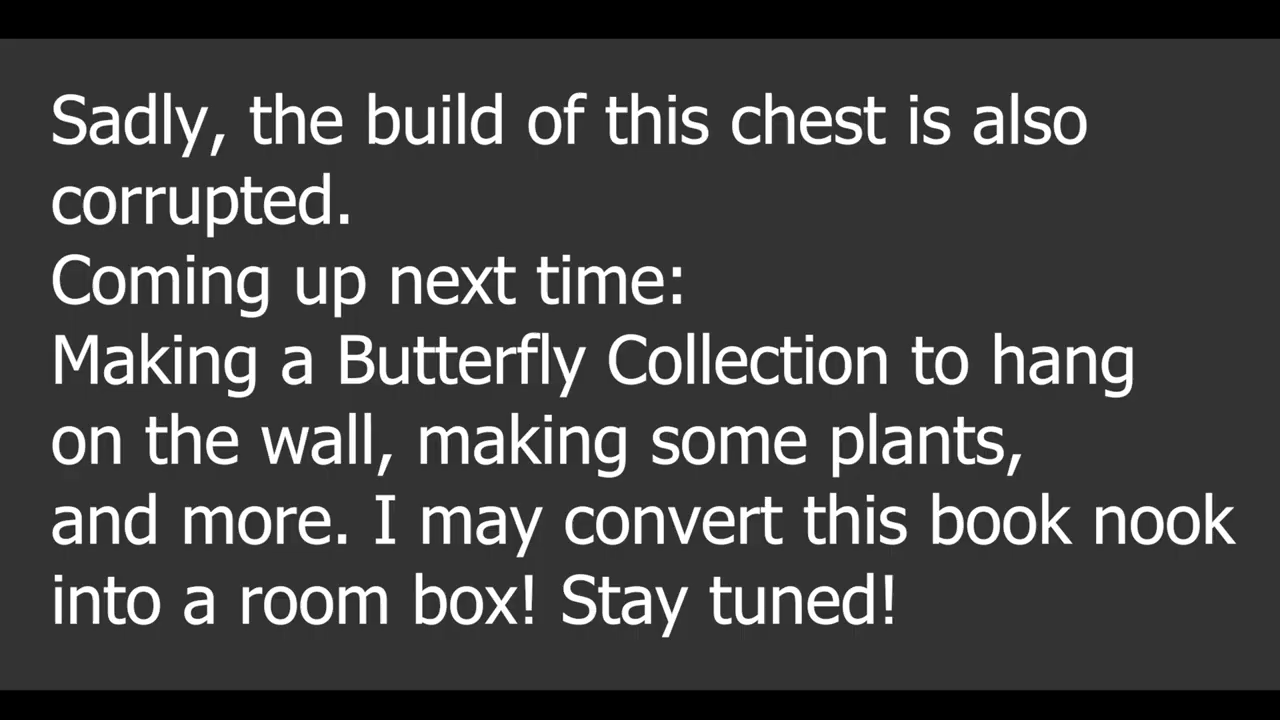 Sadly, the build of this chest is also
corrupted.
Coming up next time:
Making a Butterfly Collection to hang
on the wall, making some plants,
and more. I may convert this book nook
into a room box! Stay tuned!